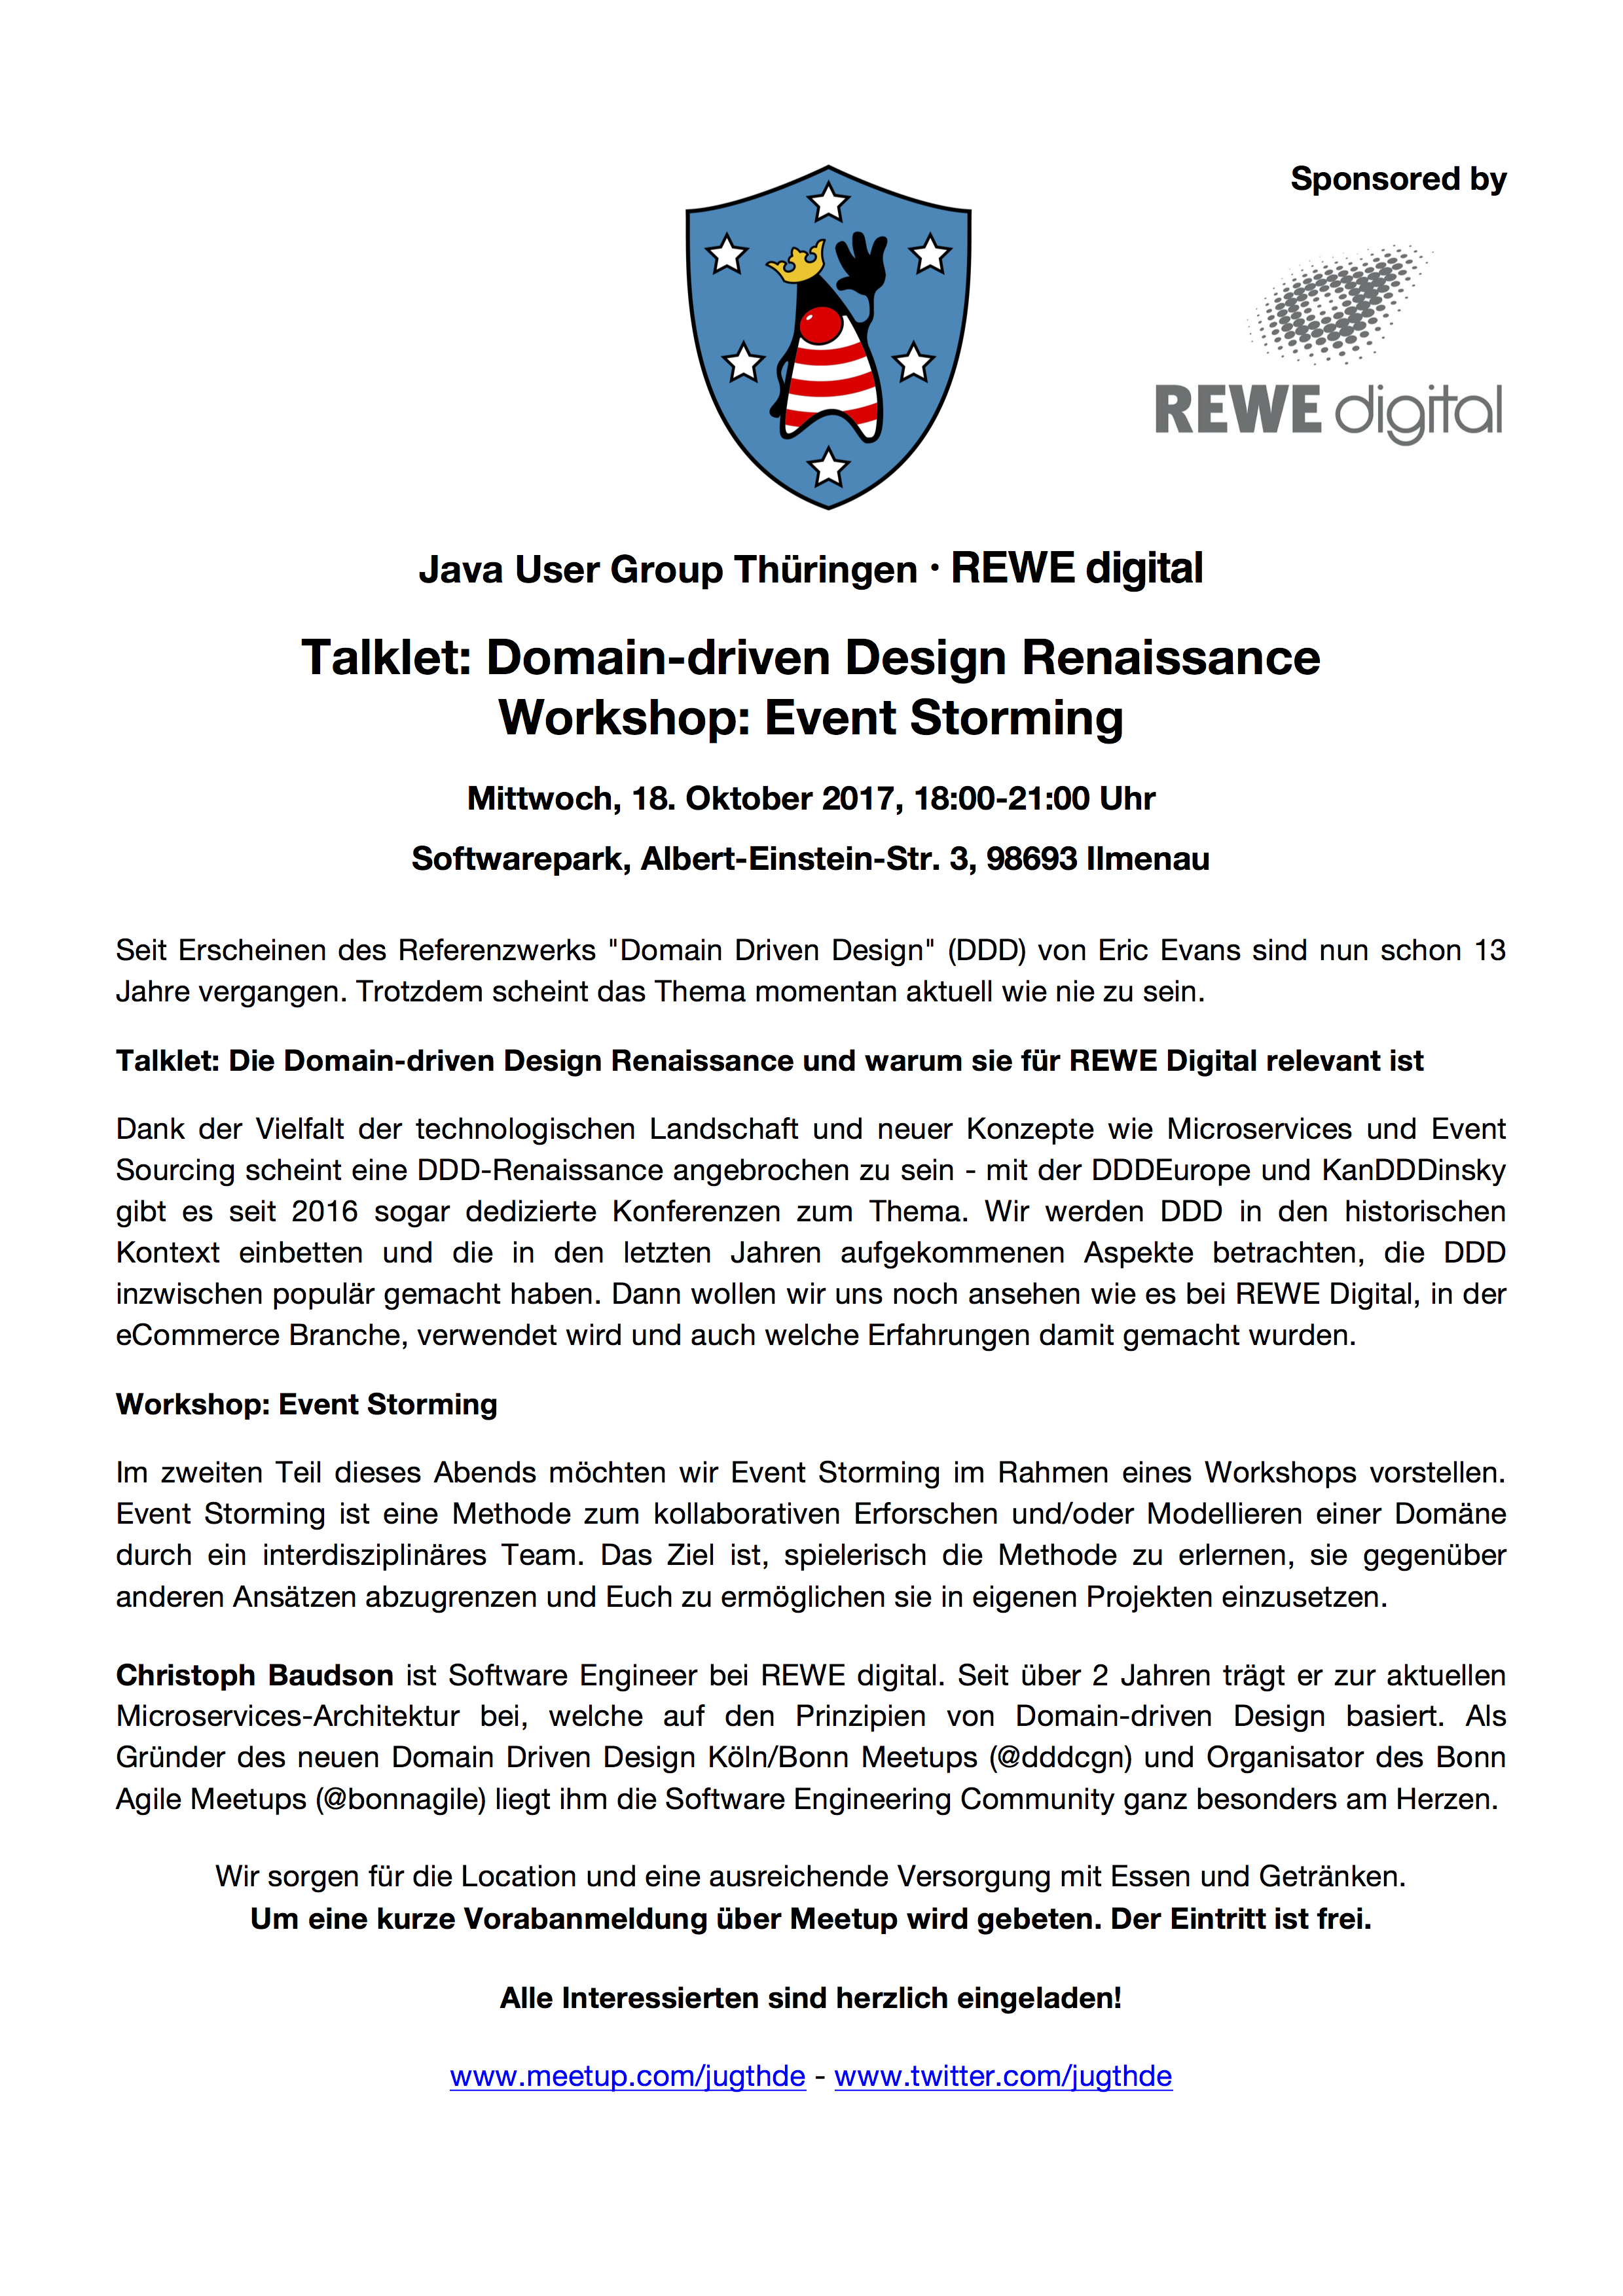 Sponsored by
REWE digital
Java User Group Thüringen · REWE digital
Talklet: Domain-driven Design Renaissance
Workshop: Event Storming
Mittwoch, 18. Oktober 2017, 18:00-21:00 Uhr
Softwarepark, Albert-Einstein-Str. 3, 98693 Ilmenau
Seit Erscheinen des Referenzwerks "Domain Driven Design" (DDD) von Eric Evans sind nun schon 13
Jahre vergangen. Trotzdem scheint das Thema momentan aktuell wie nie zu sein.
Talklet: Die Domain-driven Design Renaissance und warum sie für REWE Digital relevant ist
Dank der Vielfalt der technologischen Landschaft und neuer Konzepte wie Microservices und Event
Sourcing scheint eine DDD-Renaissance angebrochen zu sein - mit der DDDEurope und KanDDDinsky
gibt es seit 2016 sogar dedizierte Konferenzen zum Thema. Wir werden DDD in den historischen
Kontext einbetten und die in den letzten Jahren aufgekommenen Aspekte betrachten, die DDD
inzwischen populär gemacht haben. Dann wollen wir uns noch ansehen wie es bei REWE Digital, in der
eCommerce Branche, verwendet wird und auch welche Erfahrungen damit gemacht wurden.
Workshop: Event Storming
Im zweiten Teil dieses Abends möchten wir Event Storming im Rahmen eines Workshops vorstellen.
Event Storming ist eine Methode zum kollaborativen Erforschen und/oder Modellieren einer Domäne
durch ein interdisziplinäres Team. Das Ziel ist, spielerisch die Methode zu erlernen, sie gegenüber
anderen Ansätzen abzugrenzen und Euch zu ermöglichen sie in eigenen Projekten einzusetzen.
Christoph Baudson ist Software Engineer bei REWE digital. Seit über 2 Jahren trägt er zur aktuellen
Microservices-Architektur bei, welche auf den Prinzipien von Domain-driven Design basiert. Als
Gründer des neuen Domain Driven Design Köln/Bonn Meetups (@dddcgn) und Organisator des Bonn
Agile Meetups (@bonnagile) liegt ihm die Software Engineering Community ganz besonders am Herzen.
Wir sorgen für die Location und eine ausreichende Versorgung mit Essen und Getränken.
Um eine kurze Vorabanmeldung über Meetup wird gebeten. Der Eintritt ist frei.
Alle Interessierten sind herzlich eingeladen!
www.meetup.com/jugthde - www.twitter.com/jugthde